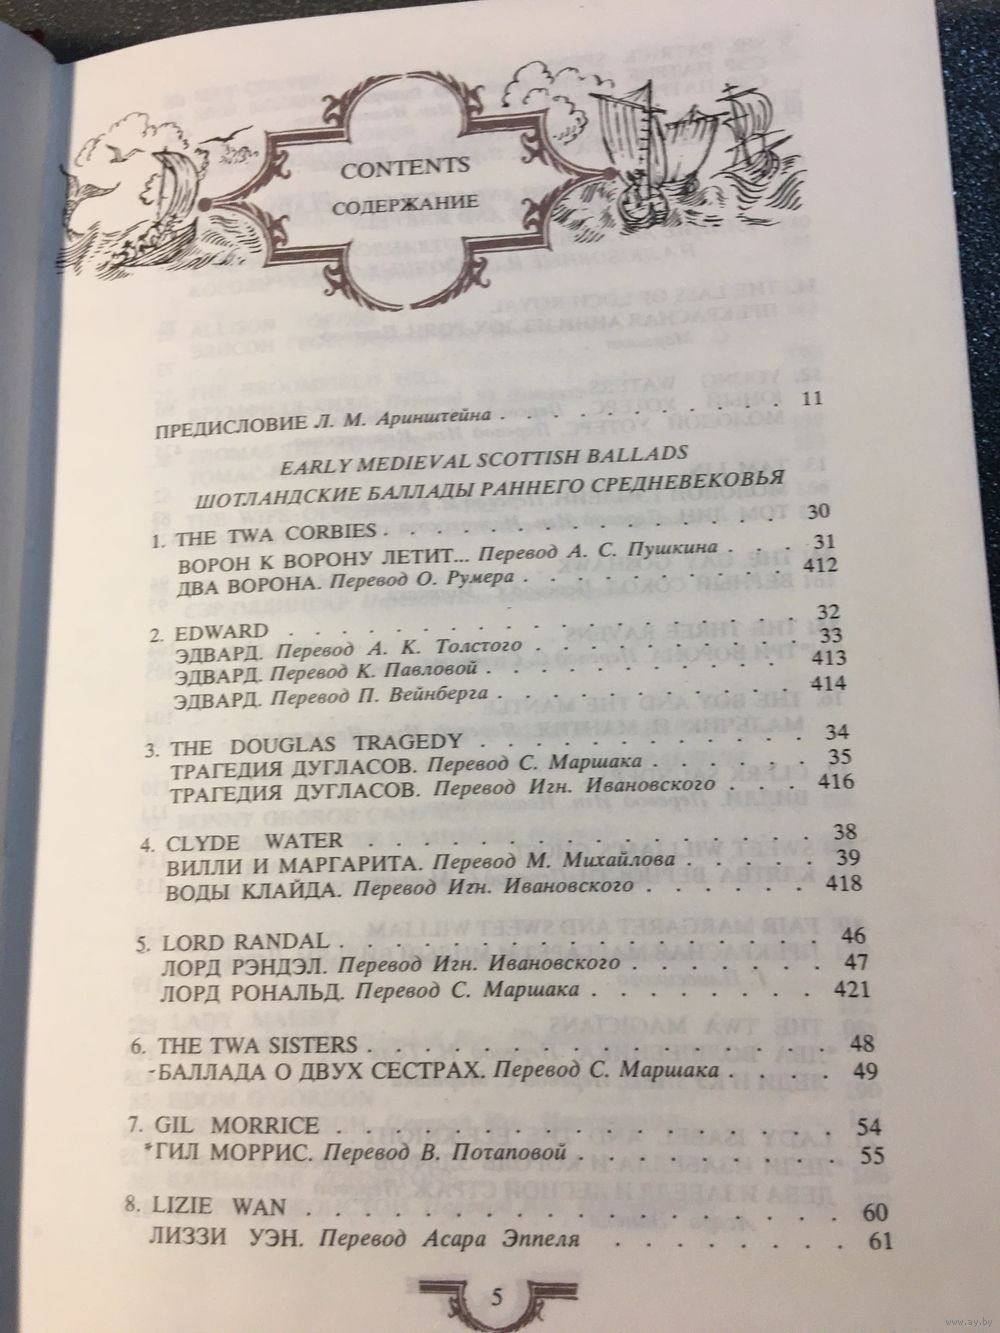 CONTENTS
СОДЕРЖАНИЕ
ПРЕДИСЛОВИЕ Л. М. Аринштейна . . . . . . . . . . . 11
EARLY MEDIEVAL SCOTTISH BALLADS
ШОТЛАНДСКИЕ БАЛЛАДЫ РАННЕГО СРЕДНЕВЕКОВЬЯ
1. THE TWA CORBIES . . . . . . . . . . . . . . . . 30
ВОРОН К ВОРОНУ ЛЕТИТ... Перевод А. С. Пушкина . . . 31
ДВА ВОРОНА. Перевод О. Румера . . . . . . . . . . 412
2. EDWARD . . . . . . . . . . . . . . . . . . . . 32
ЭДВАРД. Перевод А. К. Толстого . . . . . . . . . . 33
ЭДВАРД. Перевод К. Павловой . . . . . . . . . . . 413
ЭДВАРД. Перевод П. Вейнберга . . . . . . . . . . 414
3. THE DOUGLAS TRAGEDY . . . . . . . . . . . . . 34
ТРАГЕДИЯ ДУГЛАСОВ. Перевод С. Маршака . . . . . . 35
ТРАГЕДИЯ ДУГЛАСОВ. Перевод Игн. Ивановского . . . 416
4. CLYDE WATER . . . . . . . . . . . . . . . . . 38
ВИЛЛИ И МАРГАРИТА. Перевод М. Михайлова . . . . . 39
ВОДЫ КЛАЙДА. Перевод Игн. Ивановского . . . . . . 418
5. LORD RANDAL . . . . . . . . . . . . . . . . . 46
ЛОРД РЭНДЭЛ. Перевод Игн. Ивановского . . . . . . . 47
ЛОРД РОНАЛЬД. Перевод С. Маршака . . . . . . . . 421
6. THE TWA SISTERS . . . . . . . . . . . . . . . . 48
-БАЛЛАДА О ДВУХ СЕСТРАХ. Перевод С. Маршака . . . . 49
7. GIL MORRICE . . . . . . . . . . . . . . . . . 54
*ГИЛ МОРРИС. Перевод В. Потаповой . . . . . . . . . 55
8. LIZIE WAN . . . . . . . . . . . . . . . . . . 60
ЛИЗЗИ УЭН. Перевод Асара Эппеля . . . . . . . . 61
5
www.ay.by